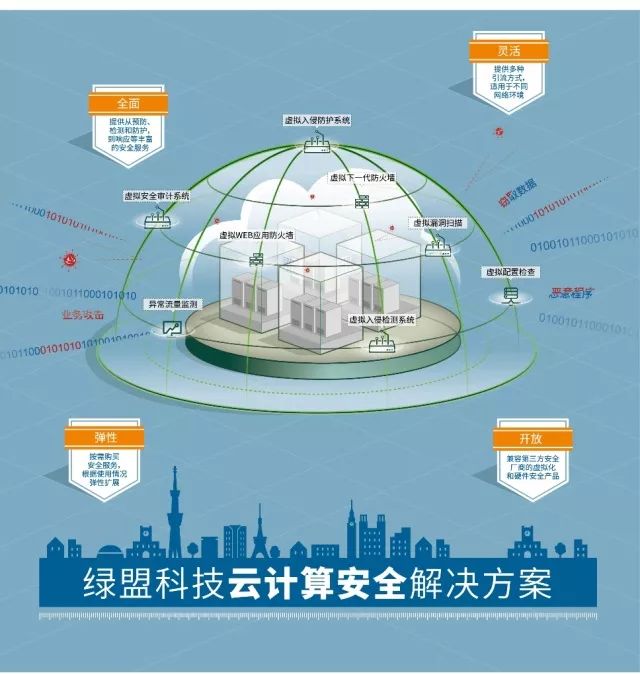 灵活
提供多种
引流方式，
适用于不同
网络环境
全面
提供从预防、
检测和防护，
到响应等丰富
的安全服务
虚拟入侵防护系统
虚拟下一代防火墙
虚拟安全审计系统
窃取数据
虚拟漏洞扫描
虚拟WEB应用防火墙
虚拟配置检查
恶意程序
异常流量监测
业务攻击
虚拟入侵检测系统
弹性
按需购买
安全服务，
根据使用情况
弹性扩展
开放
兼容第三方安全
厂商的虚拟化
和硬件安全产品
绿盟科技云计算安全解决方案